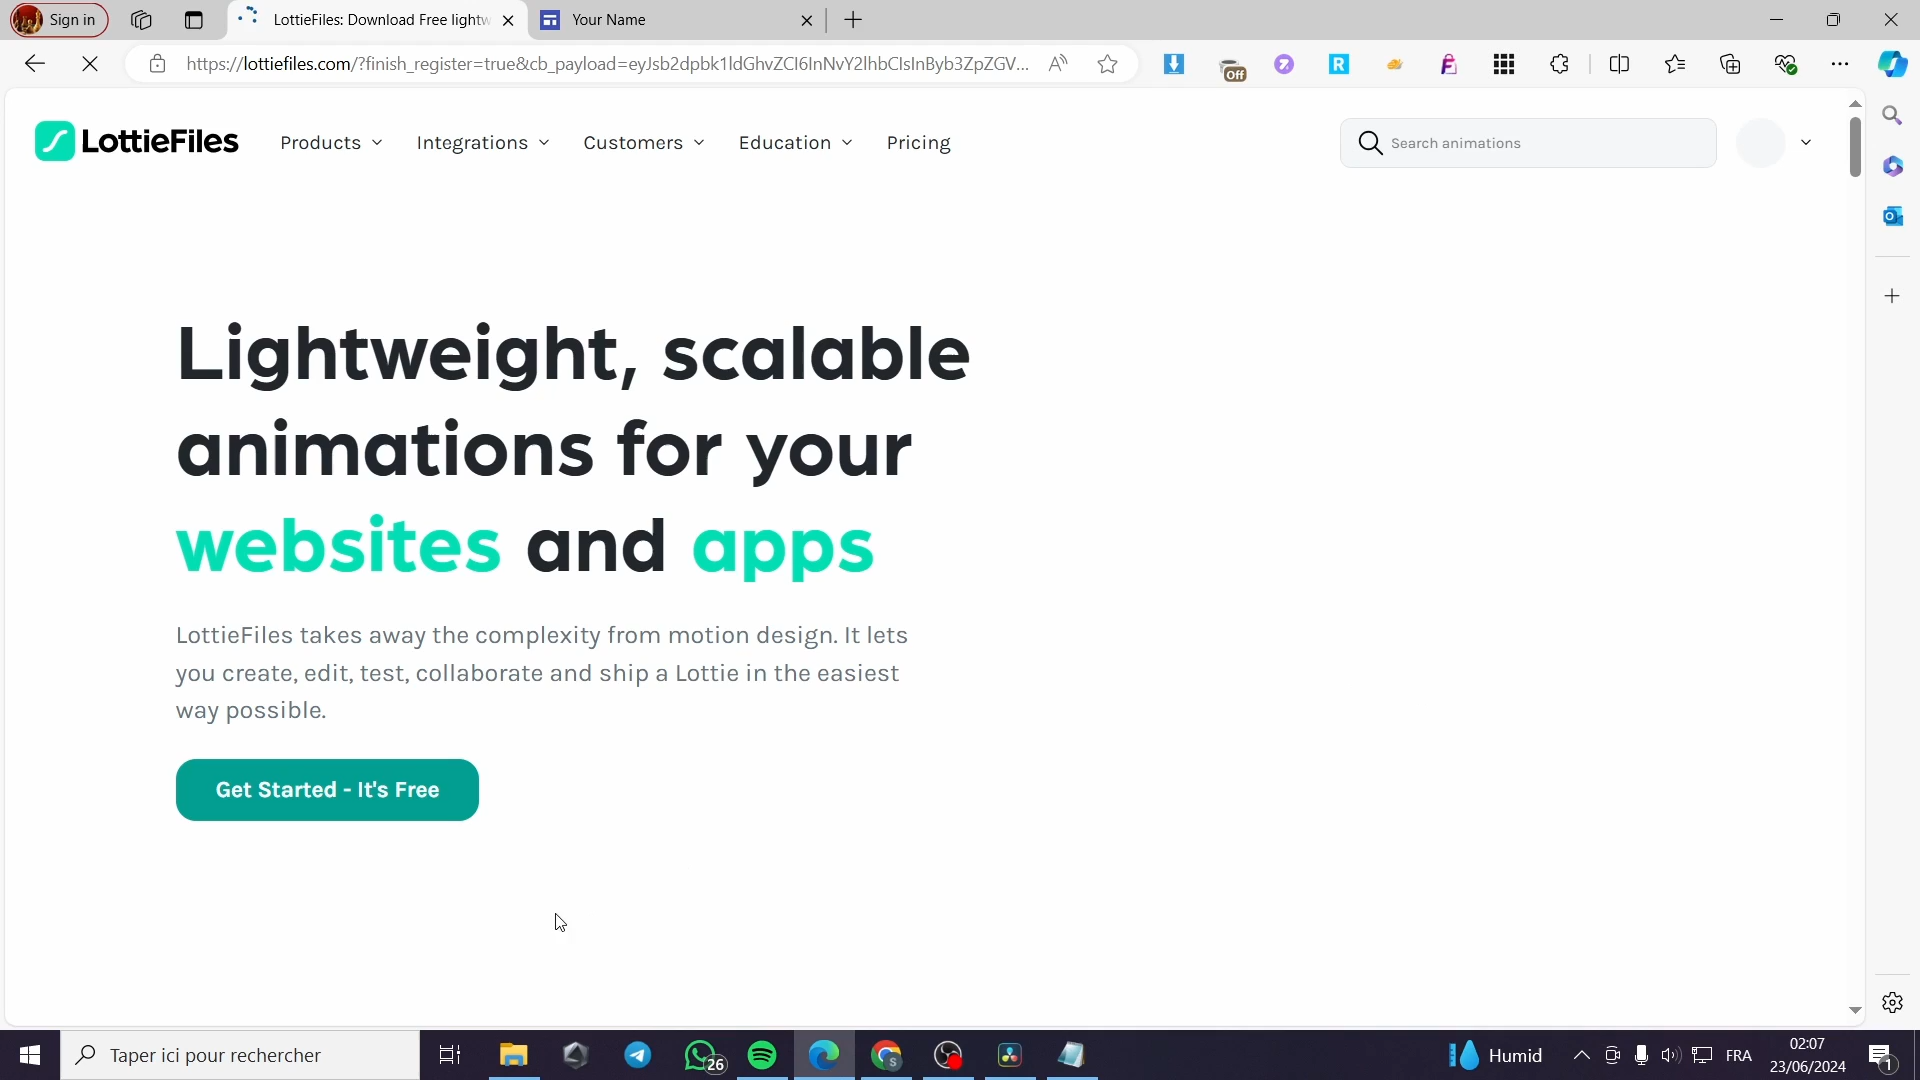 Sign in
LottieFiles: Download Free lightw
Your Name
https://lottiefiles.com/?finish_register=true&cb_payload=eyJsb2dpbk1ldGhvZCI6InNvY2lhbCIsInByb3ZpZGV...
Off
LottieFiles
Products
Integrations
Customers
Education
Pricing
Search animations
Lightweight, scalable
animations for your
websites and apps
LottieFiles takes away the complexity from motion design. It lets
you create, edit, test, collaborate and ship a Lottie in the easiest
way possible.
Get Started - It's Free
Taper ici pour rechercher
26
Humid
FRA
02:07
23/06/2024
1